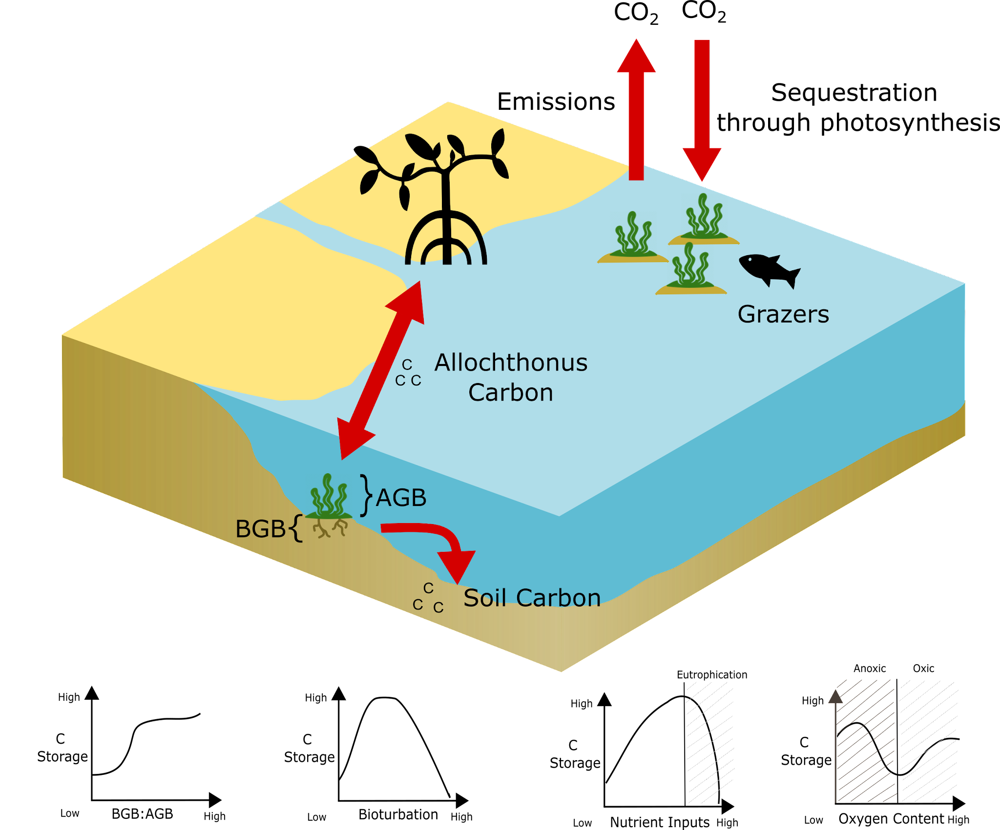 CO₂ CO₂
Emissions
Sequestration
through photosynthesis
Grazers
C
C C
Allochthonus
Carbon
AGB
BGB
C
C C
Soil Carbon
High
C
Storage
Low
BGB:AGB
High
High
C
Storage
Low
Bioturbation
High
Eutrophication
High
C
Storage
Low
Nutrient Inputs
High
Anoxic Oxic
High
C
Storage
Low
Oxygen Content
High